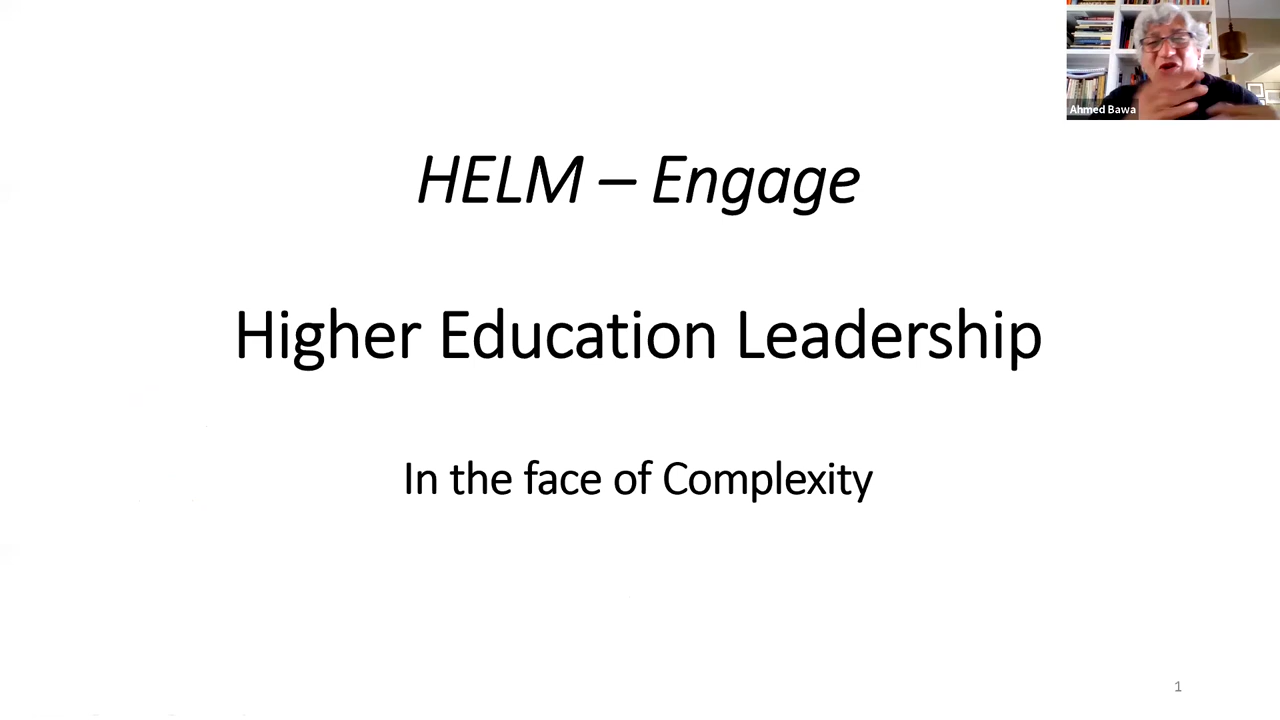 Ahmed Bawa
HELM – Engage
Higher Education Leadership
In the face of Complexity
1